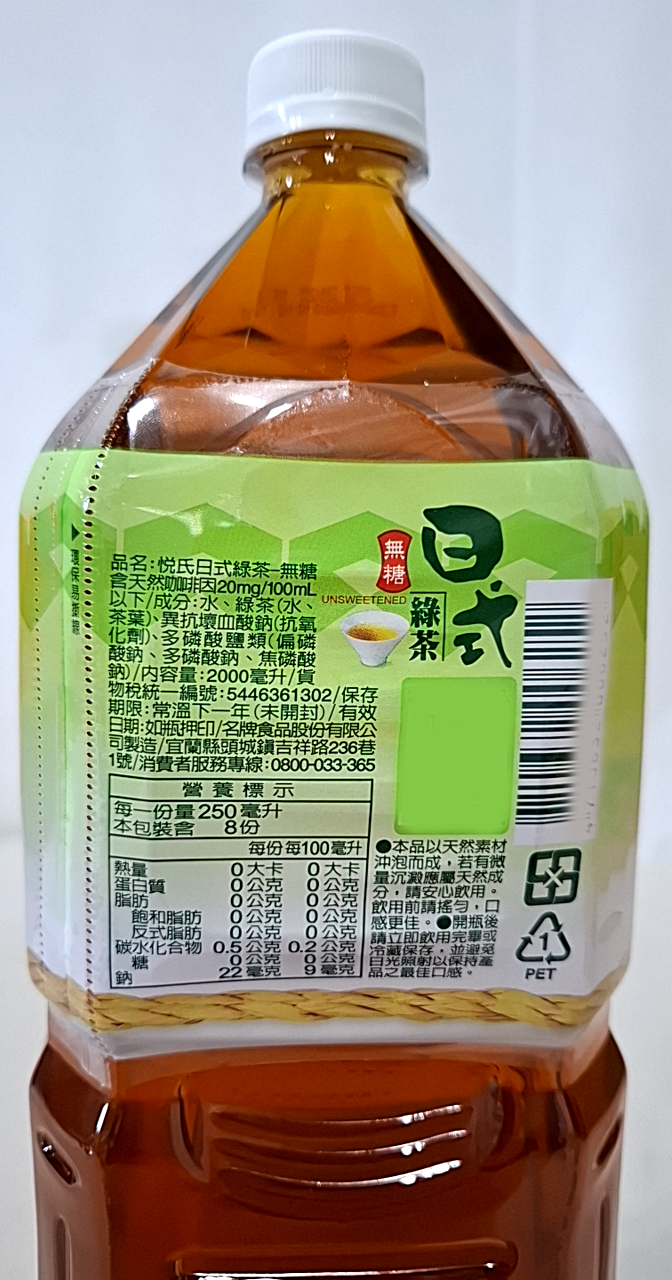 品名:悦氏日式綠茶-無糖
含天然咖啡因20mg/100mL
以下/成分:水、綠茶(水、
茶葉)、異抗壞血酸鈉(抗氧
化劑)、多磷酸鹽類(偏磷
酸鈉、多磷酸鈉、焦磷酸
鈉)/內容量:2000毫升/貨
物稅統一編號:5446361302/保存
期限:常溫下一年(未開封)/有效
日期:如瓶押印/名牌食品股份有限公
司製造/宜蘭縣頭城鎮吉祥路236巷
1號/消費者服務專線:0800-033-365
營養標示
每一份量250毫升
本包裝含 8份
每份 每100毫升
熱量 0大卡 0大卡
蛋白質 0公克 0公克
脂肪 0公克 0公克
飽和脂肪 0公克 0公克
反式脂肪 0公克 0公克
碳水化合物 0.5公克 0.2公克
糖 0公克 0公克
鈉 22毫克 9毫克
無糖
UNSWEETENED
日式
綠茶
●本品以天然素材
沖泡而成,若有微
量沉澱應屬天然成
分,請安心飲用。
飲用前請搖勻,口
感更佳。●開瓶後
請立即飲用完畢或
冷藏保存,並避免
日光照射以保持產
品之最佳口感。
1
PET